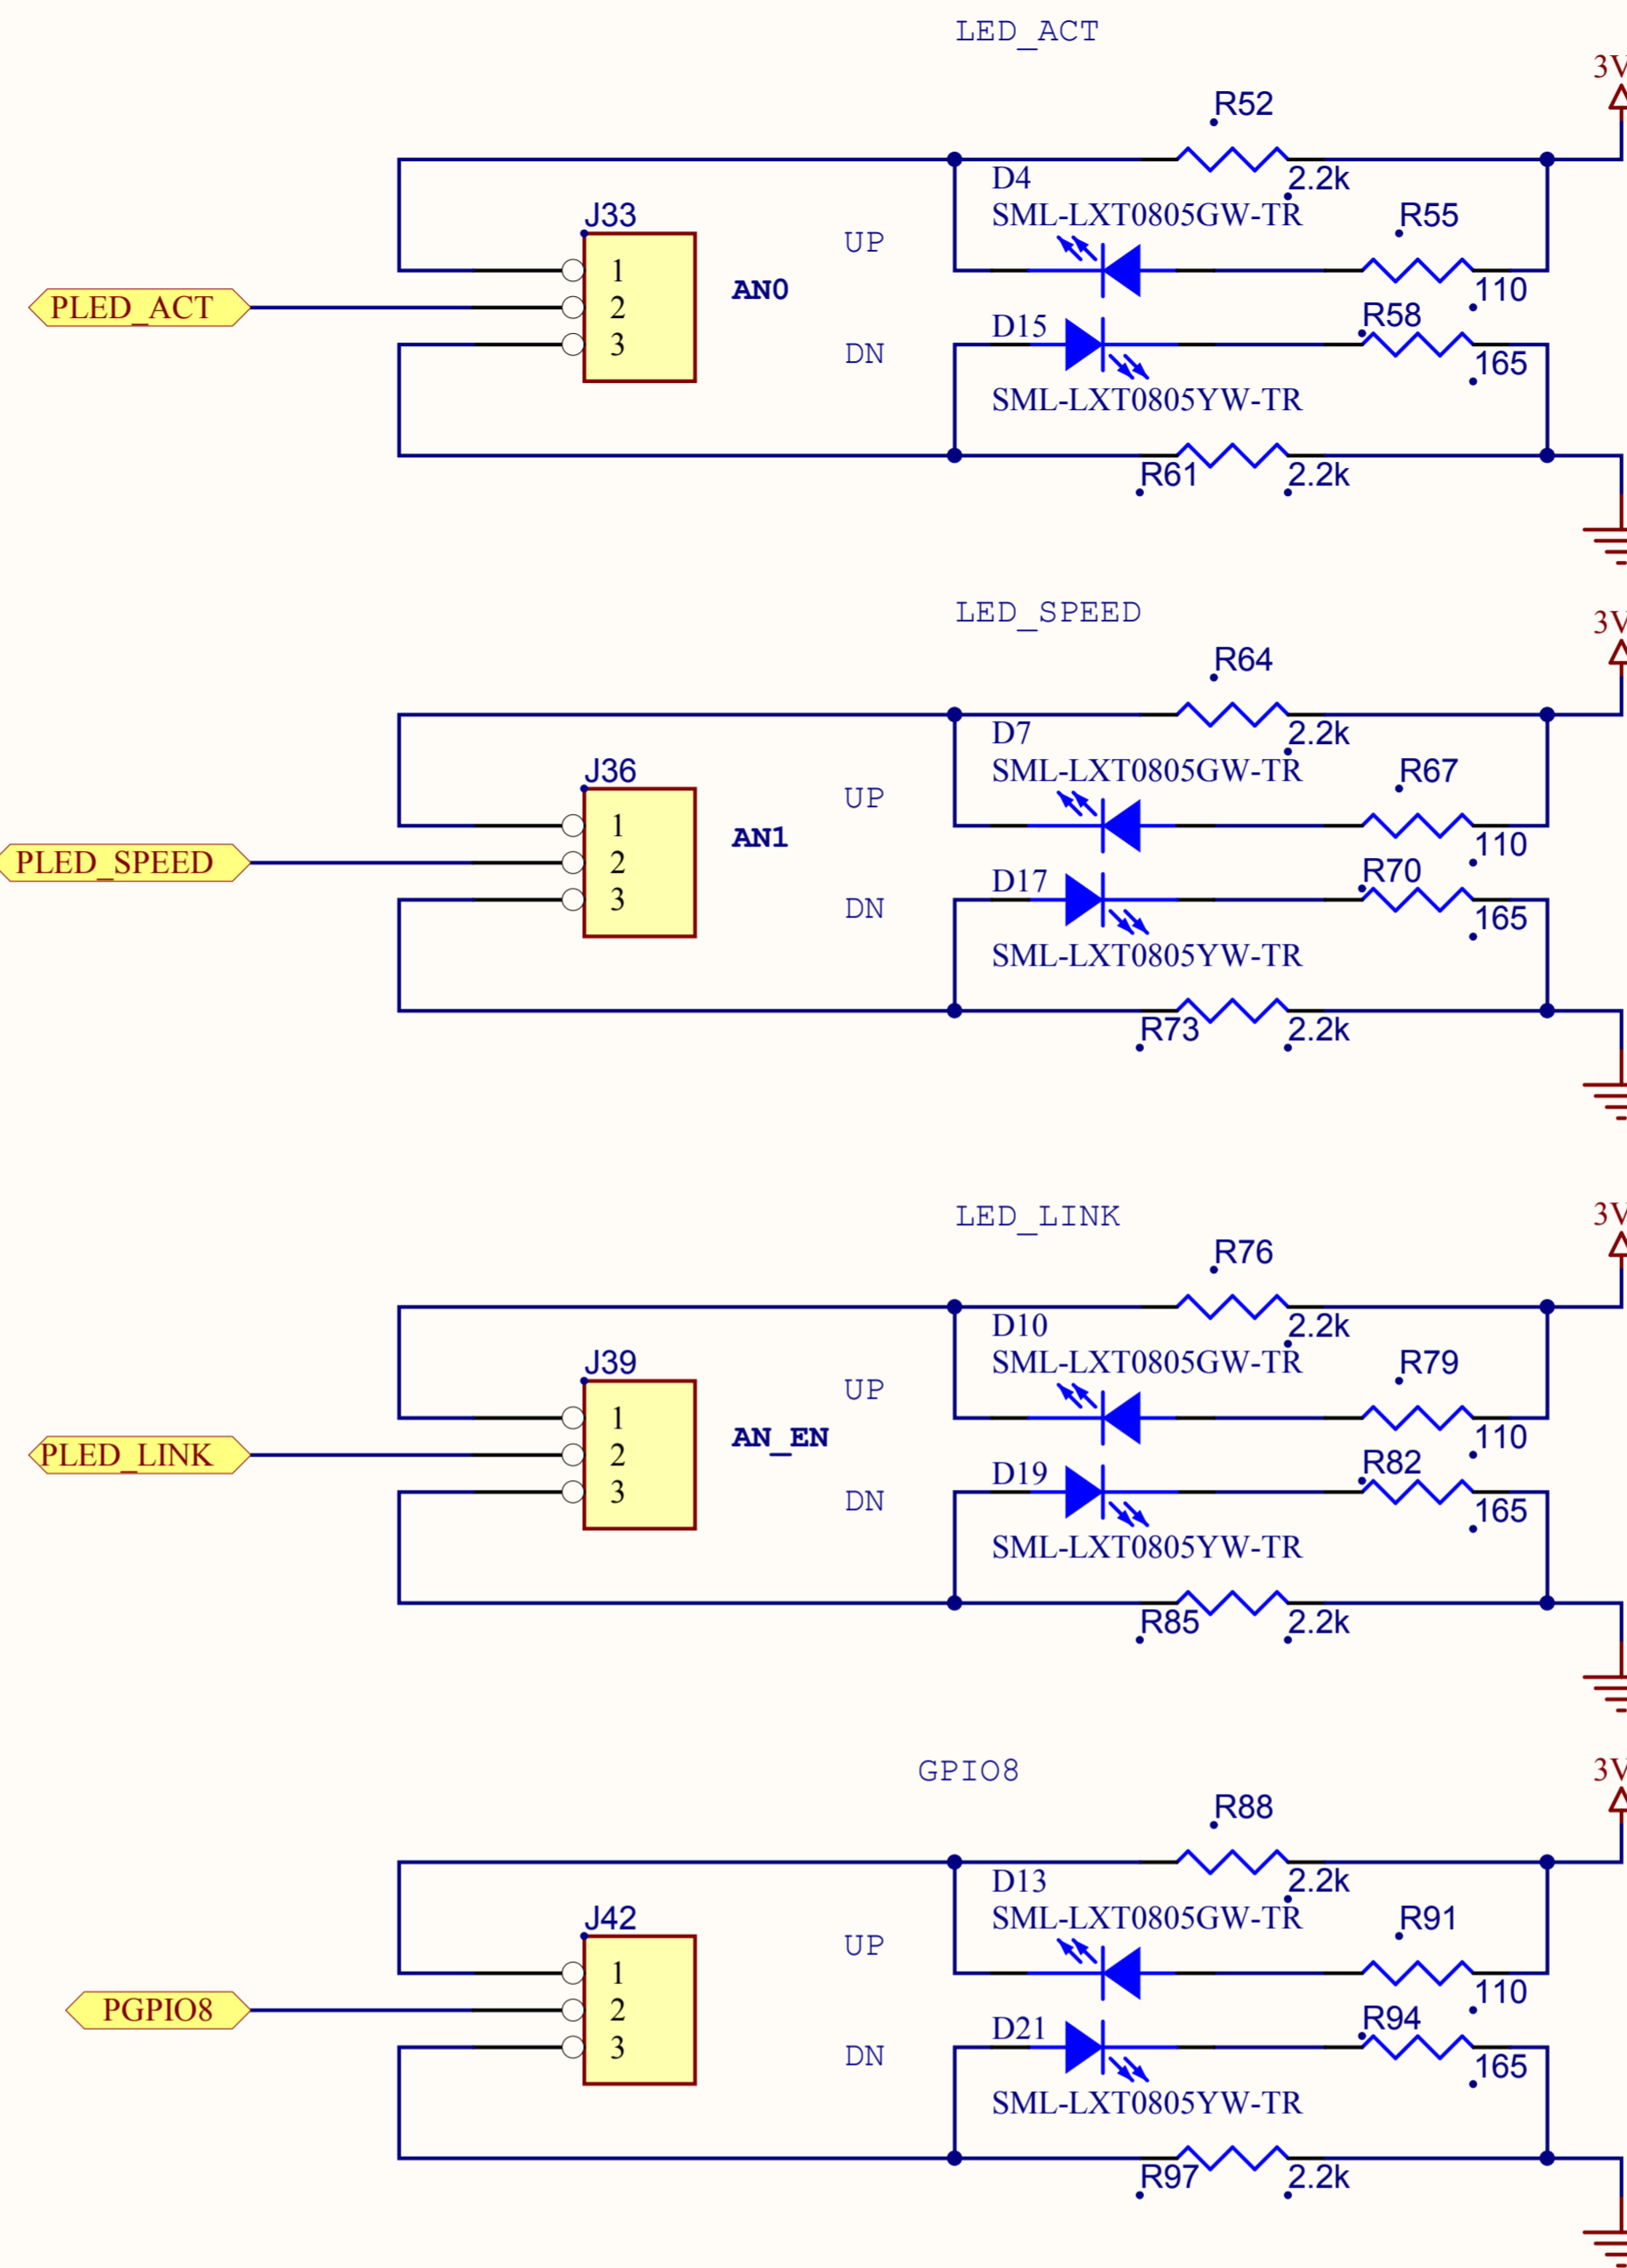 LED_ACT
3V
R52
2.2k
D4
SML-LXT0805GW-TR
R55
110
J33
UP
1
2
3
AN0
PLED_ACT
DN
D15
R58
165
SML-LXT0805YW-TR
R61
2.2k
LED_SPEED
3V
R64
2.2k
D7
SML-LXT0805GW-TR
R67
110
J36
UP
1
2
3
AN1
PLED_SPEED
DN
D17
R70
165
SML-LXT0805YW-TR
R73
2.2k
LED_LINK
3V
R76
2.2k
D10
SML-LXT0805GW-TR
R79
110
J39
UP
1
2
3
AN_EN
PLED_LINK
DN
D19
R82
165
SML-LXT0805YW-TR
R85
2.2k
GPIO8
3V
R88
2.2k
D13
SML-LXT0805GW-TR
R91
110
J42
UP
1
2
3
PGPIO8
DN
D21
R94
165
SML-LXT0805YW-TR
R97
2.2k